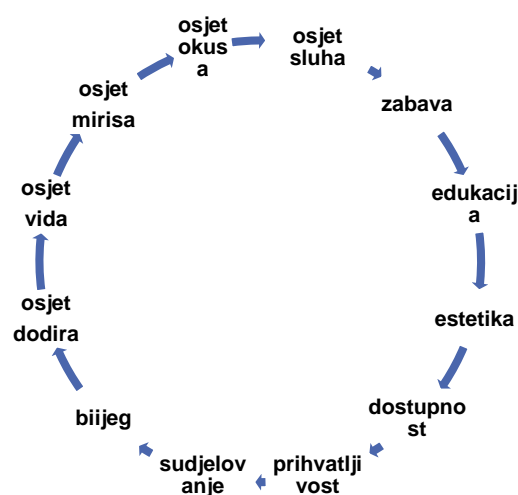 osjet
okus
a
osjet
sluha
zabava
edukacij
a
estetika
dostupno
st
prihvatlji
vost
sudjelov
anje
biijeg
osjet
dodira
osjet
vida
osjet
mirisa